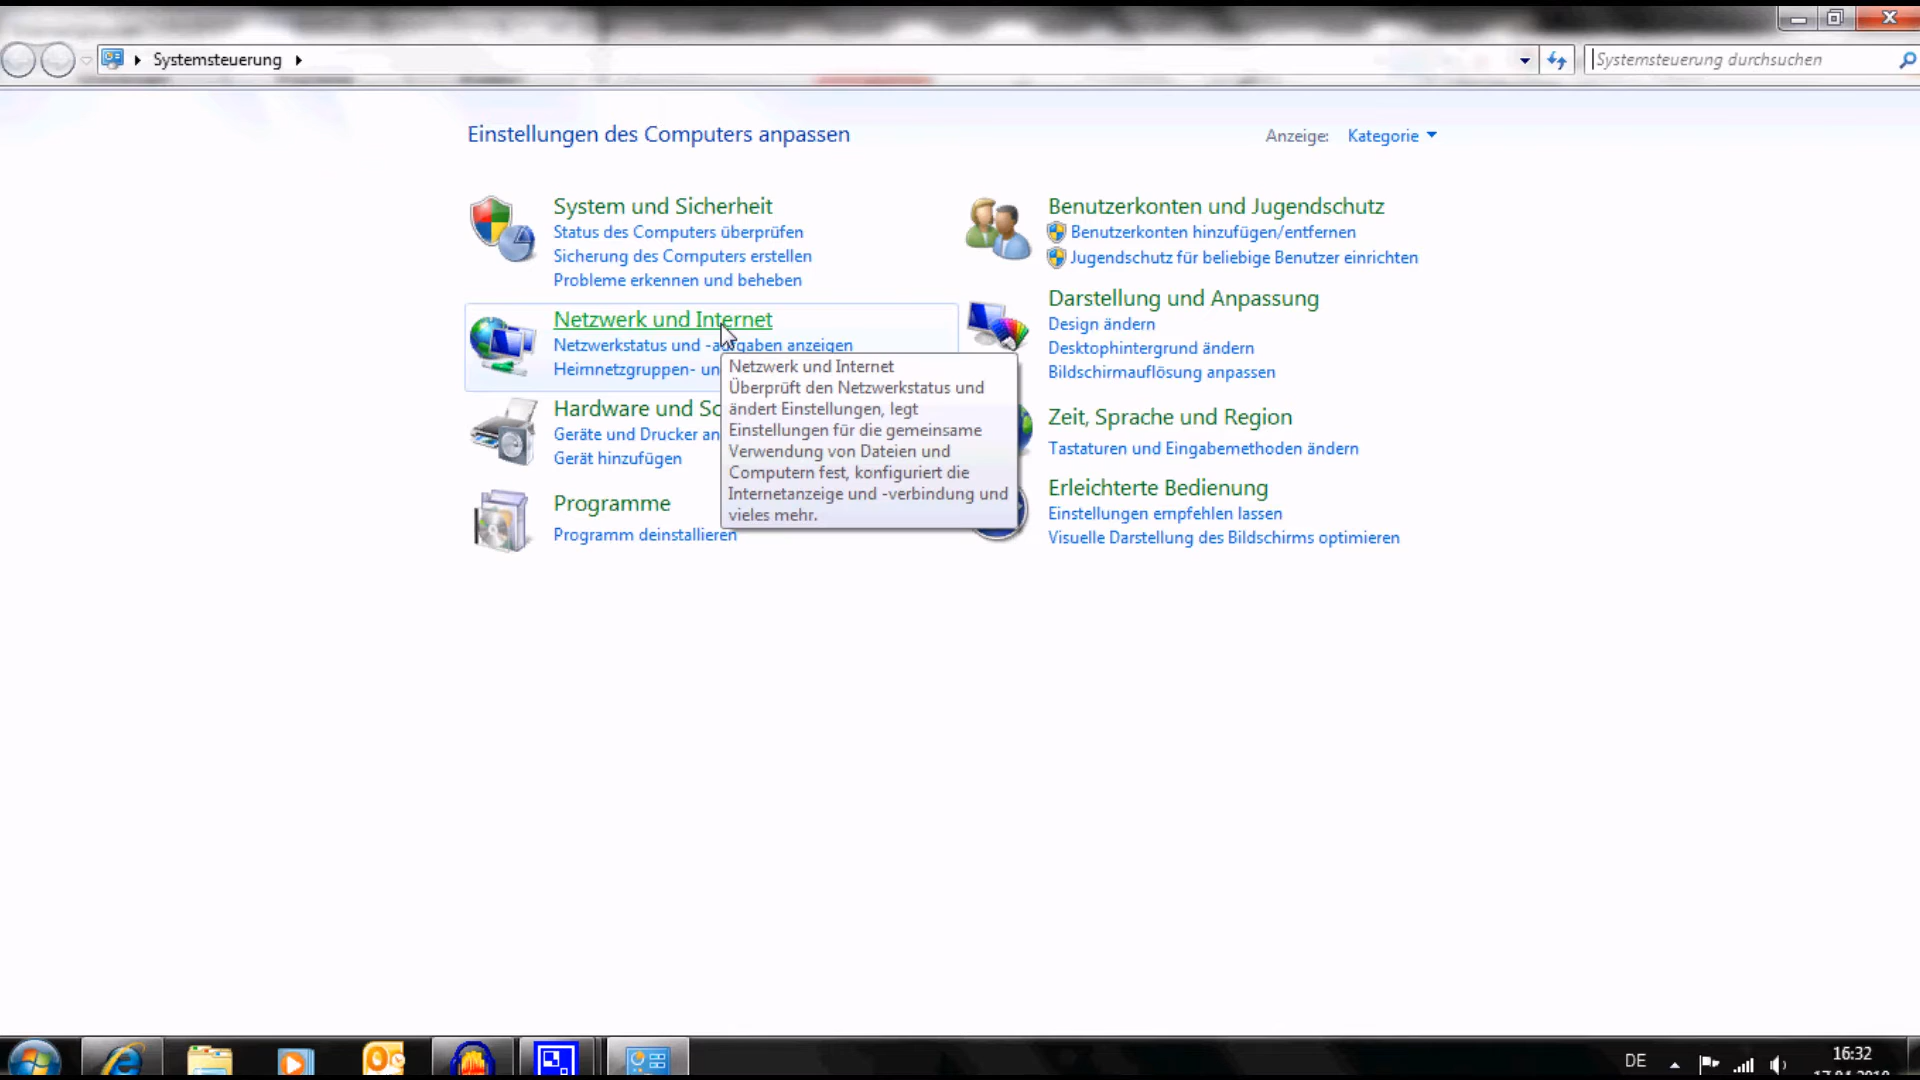 Systemsteuerung
Systemsteuerung durchsuchen
Einstellungen des Computers anpassen
Anzeige: Kategorie
System und Sicherheit
Status des Computers überprüfen
Sicherung des Computers erstellen
Probleme erkennen und beheben
Netzwerk und Internet
Netzwerkstatus und -aufgaben anzeigen
Heimnetzgruppen- un
Netzwerk und Internet
Überprüft den Netzwerkstatus und
ändert Einstellungen, legt
Einstellungen für die gemeinsame
Verwendung von Dateien und
Computern fest, konfiguriert die
Internetanzeige und -verbindung und
vieles mehr.
Hardware und So
Geräte und Drucker an
Gerät hinzufügen
Programme
Programm deinstallieren
Benutzerkonten und Jugendschutz
Benutzerkonten hinzufügen/entfernen
Jugendschutz für beliebige Benutzer einrichten
Darstellung und Anpassung
Design ändern
Desktophintergrund ändern
Bildschirmauflösung anpassen
Zeit, Sprache und Region
Tastaturen und Eingabemethoden ändern
Erleichterte Bedienung
Einstellungen empfehlen lassen
Visuelle Darstellung des Bildschirms optimieren
DE
16:32